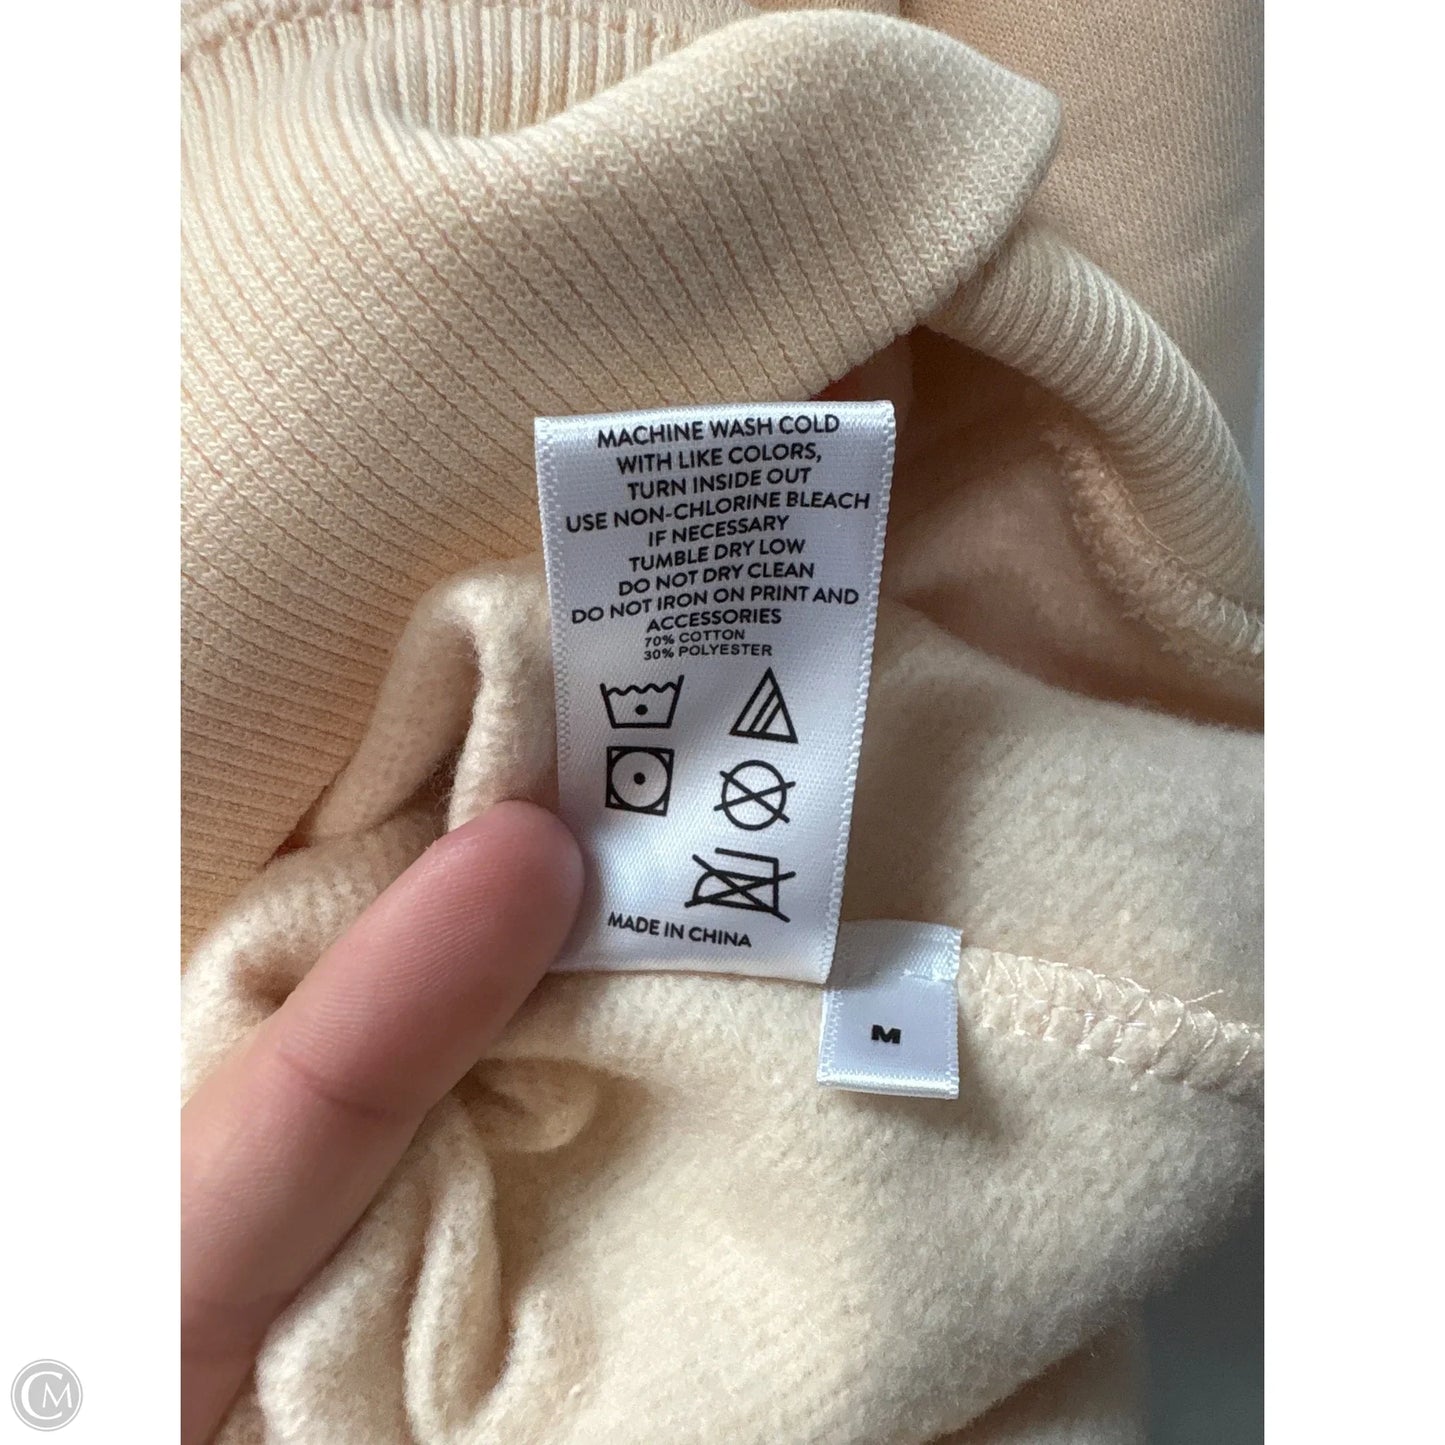 MACHINE WASH COLD
WITH LIKE COLORS,
TURN INSIDE OUT
USE NON-CHLORINE BLEACH
IF NECESSARY
TUMBLE DRY LOW
DO NOT DRY CLEAN
DO NOT IRON ON PRINT AND
ACCESSORIES
70% COTTON
30% POLYESTER
MADE IN CHINA
M
CM